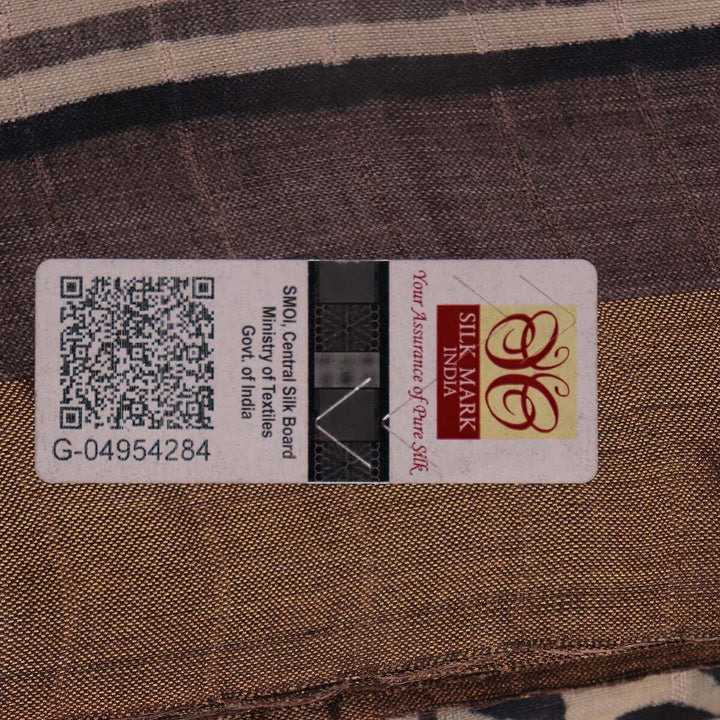 G-04954284
SMOI, Central Silk Board
Ministry of Textiles
Govt. of India
Your Assurance of Pure Silk
SILK MARK
INDIA